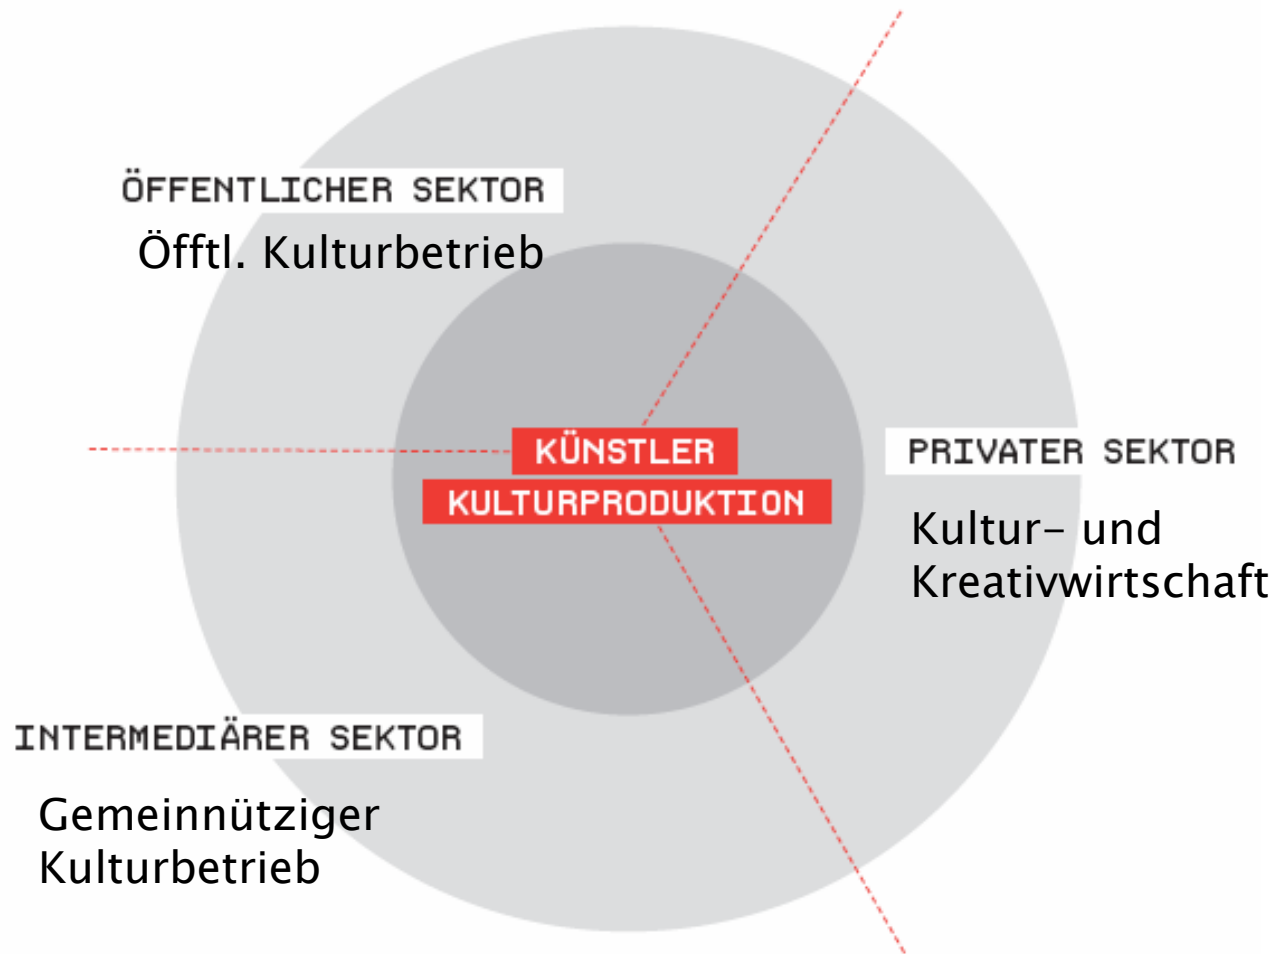 ÖFFENTLICHER SEKTOR
Öfftl. Kulturbetrieb
KÜNSTLER
KULTURPRODUKTION
PRIVATER SEKTOR
Kultur- und
Kreativwirtschaft
INTERMEDIÄRER SEKTOR
Gemeinnütziger
Kulturbetrieb